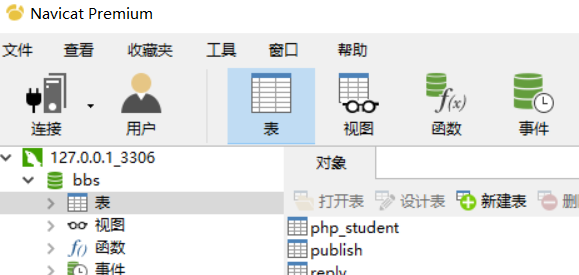 Navicat Premium
文件 查看 收藏夹 工具 窗口 帮助
连接 用户 表 视图 函数 事件
f(x)
127.0.0.1_3306
对象
bbs
表
打开表 设计表 新建表 删
视图
php_student
f() 函数
publish
事件
reply